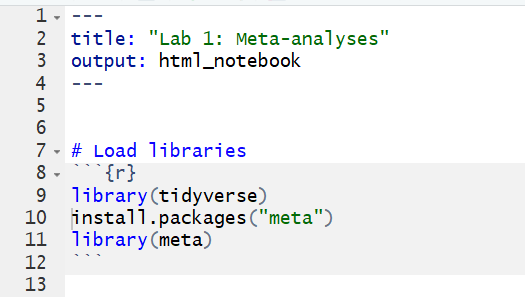 1 ---
2 title: "Lab 1: Meta-analyses"
3 output: html_notebook
4 ---
5
6
7 # Load libraries
8 ```{r}
9 library(tidyverse)
10 install.packages("meta")
11 library(meta)
12 ```
13